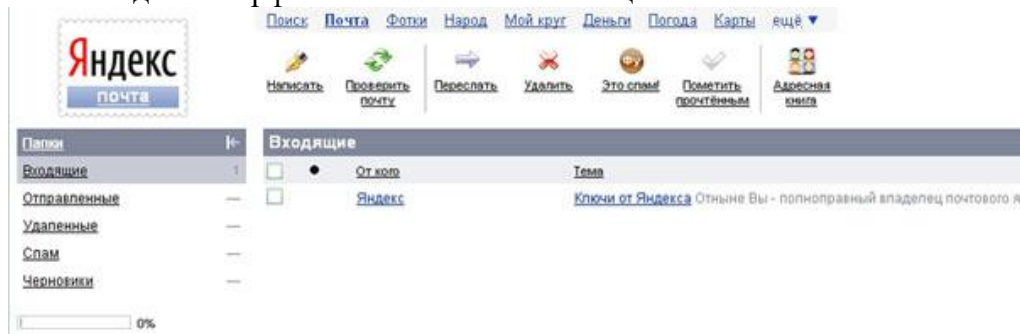 Поиск Почта Фотки Народ Мой круг Деньги Погода Карты ещё ▼
Яндекс
почта
Написать Проверить почту Переслать Удалить Это спам! Пометить прочтённым Адресная книга
Папки
Входящие 1
Отправленные —
Удаленные —
Спам —
Черновики —
0%
Входящие
От кого Тема
Яндекс Ключи от Яндекса Отныне Вы - полноправный владелец почтового я